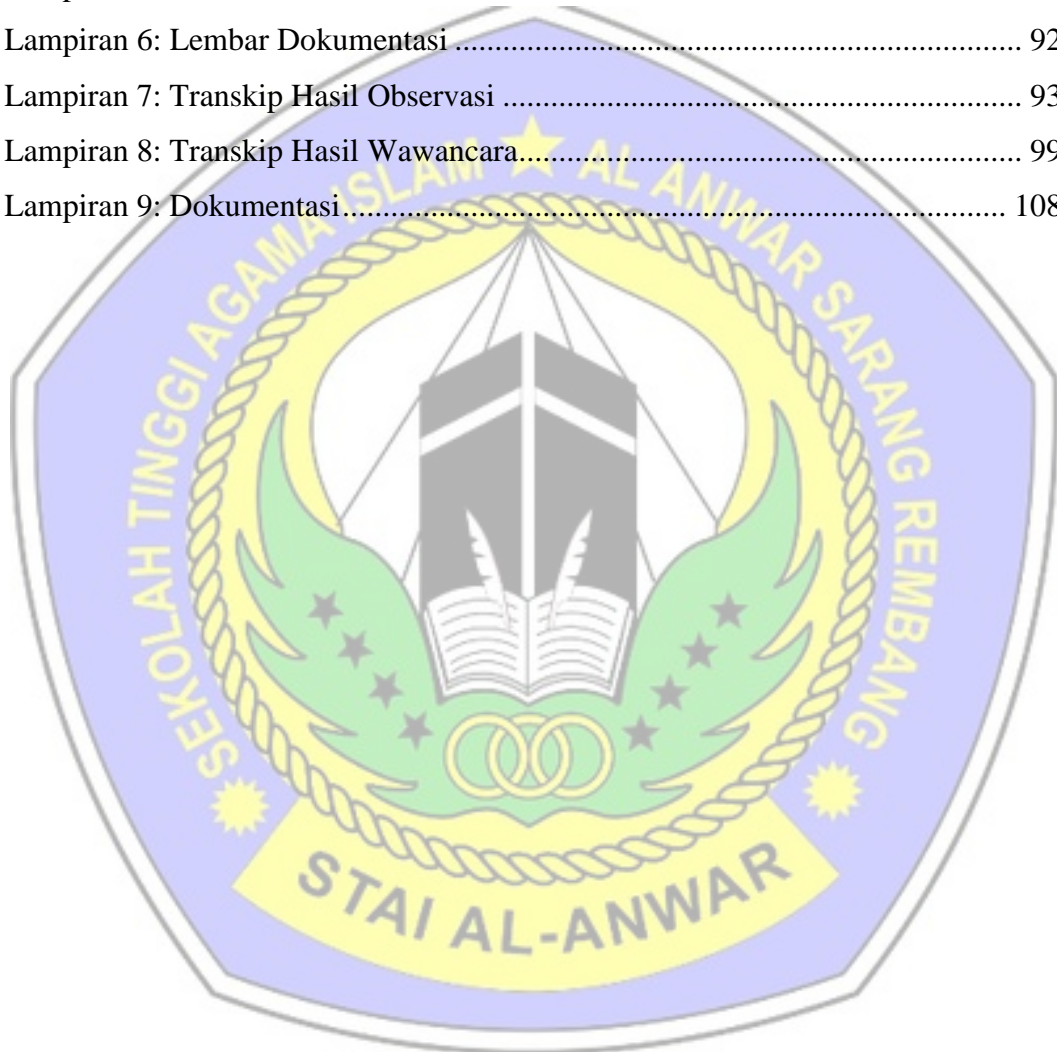 Lampiran 6: Lembar Dokumentasi ........................................................................ 92
Lampiran 7: Transkip Hasil Observasi .................................................................. 93
Lampiran 8: Transkip Hasil Wawancara................................................................ 99
Lampiran 9: Dokumentasi.................................................................................... 108
SEKOLAH TINGGI AGAMA ISLAM ★ AL ANWAR SARANG REMBANG
STAI AL-ANWAR